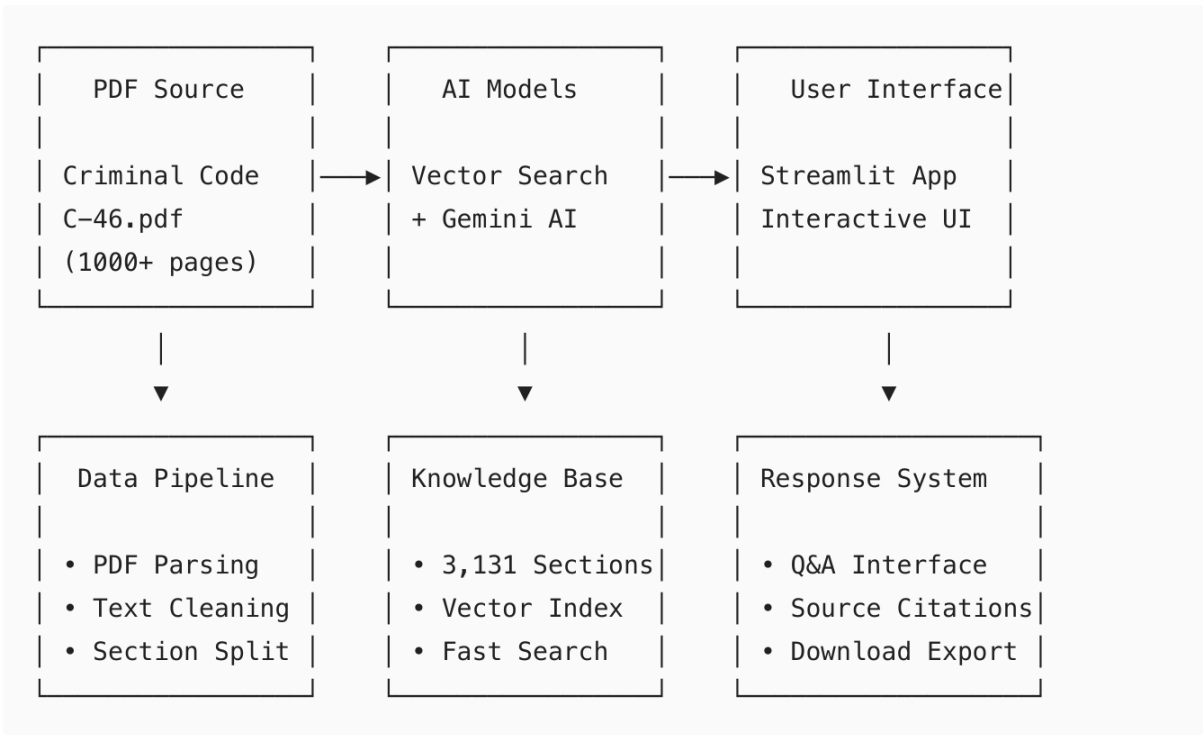 PDF Source
Criminal Code
C-46.pdf
(1000+ pages)
AI Models
Vector Search
+ Gemini AI
User Interface
Streamlit App
Interactive UI
Data Pipeline
• PDF Parsing
• Text Cleaning
• Section Split
Knowledge Base
• 3,131 Sections
• Vector Index
• Fast Search
Response System
• Q&A Interface
• Source Citations
• Download Export